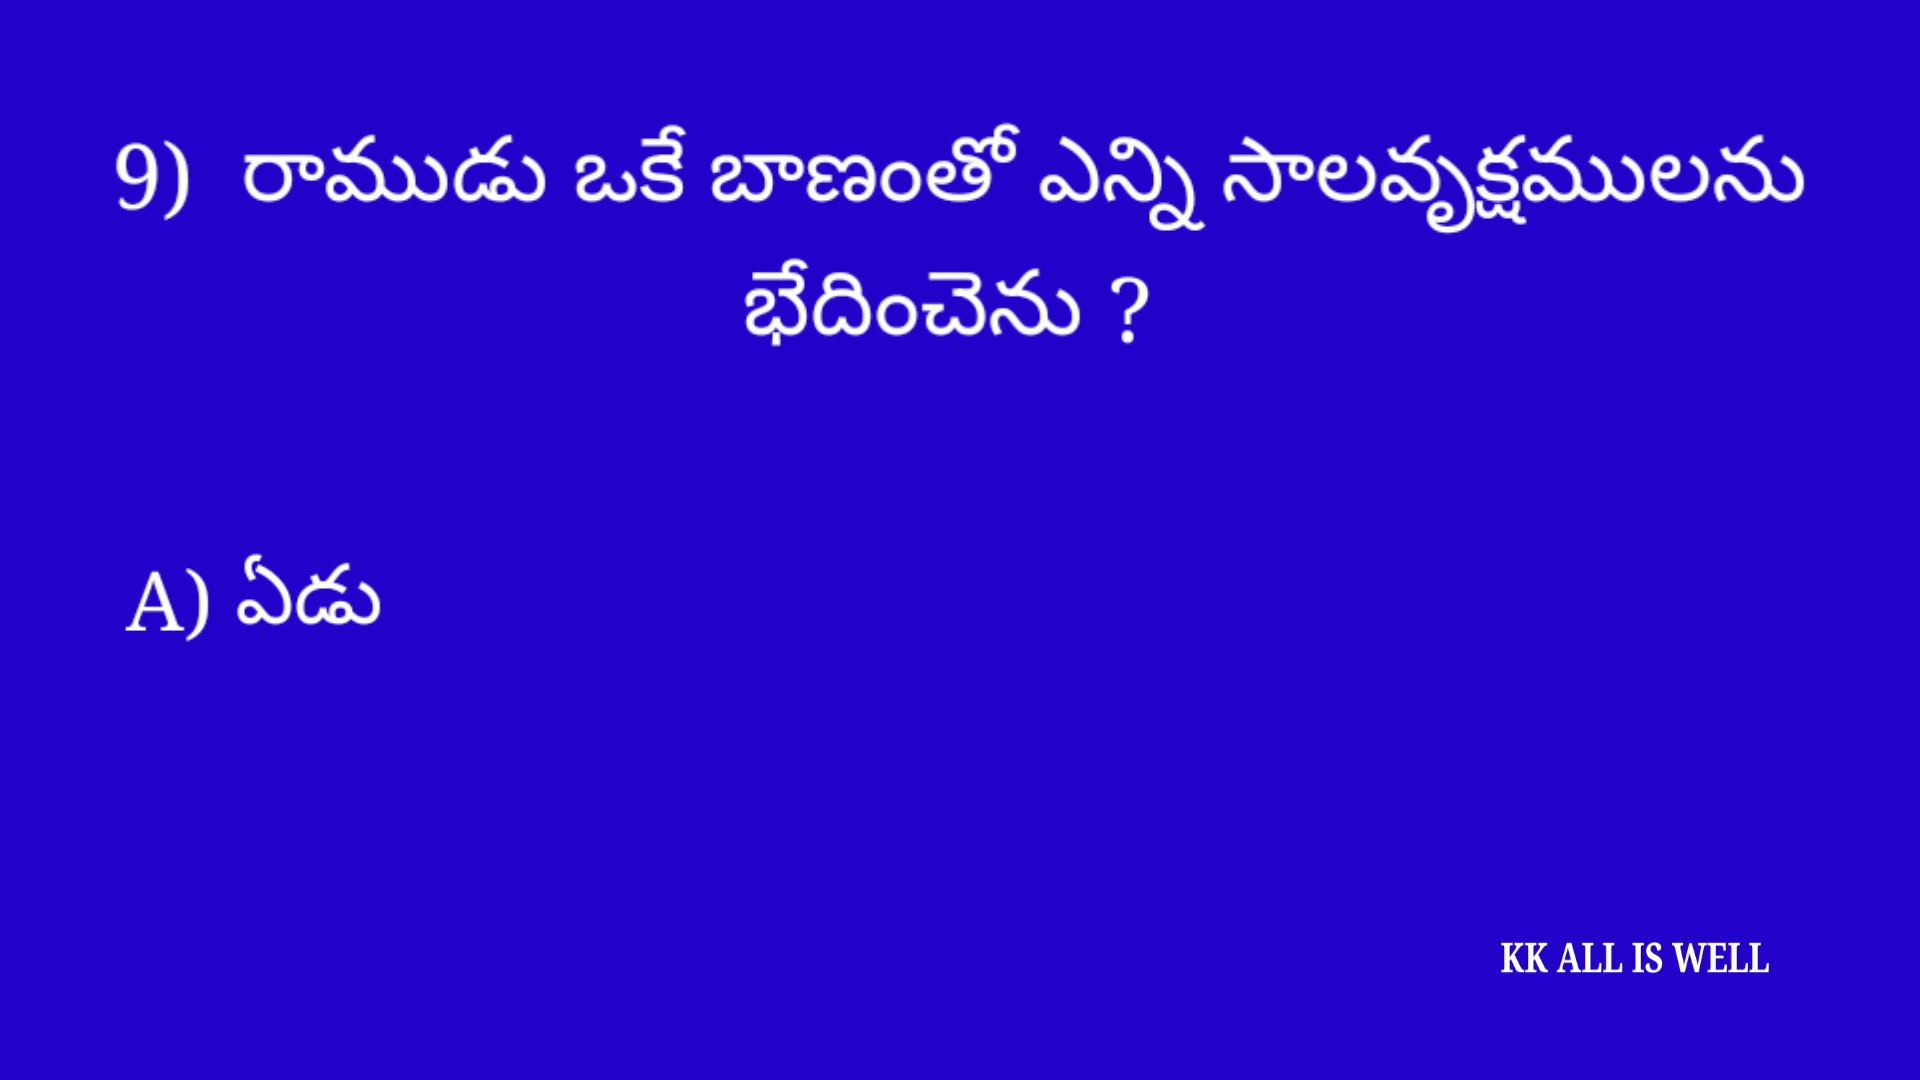 9) రాముడు ఒకే బాణంతో ఎన్ని సాలవృక్షములను
భేదించెను ?
A) ఏడు
KK ALL IS WELL